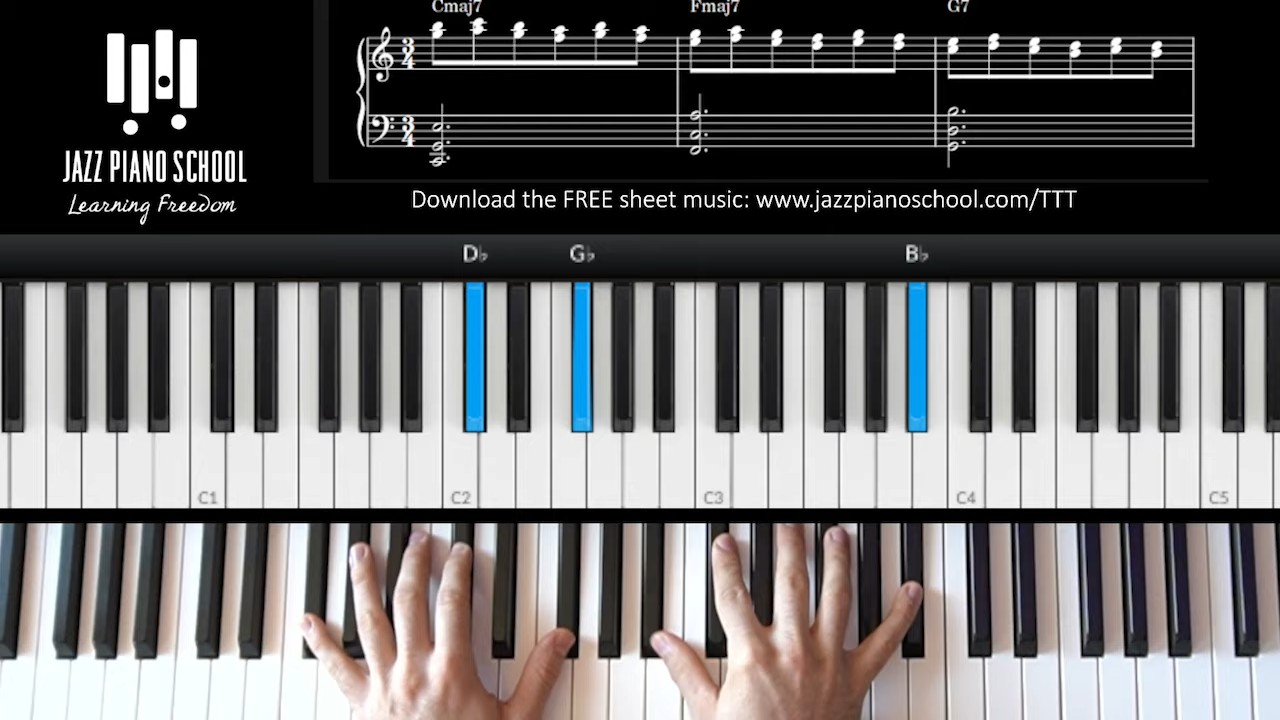 Cmaj7 Fmaj7 G7
3 4 3 4
JAZZ PIANO SCHOOL
Learning Freedom
Download the FREE sheet music: www.jazzpianoschool.com/TTT
D♭ G♭ B♭
C1 C2 C3 C4 C5